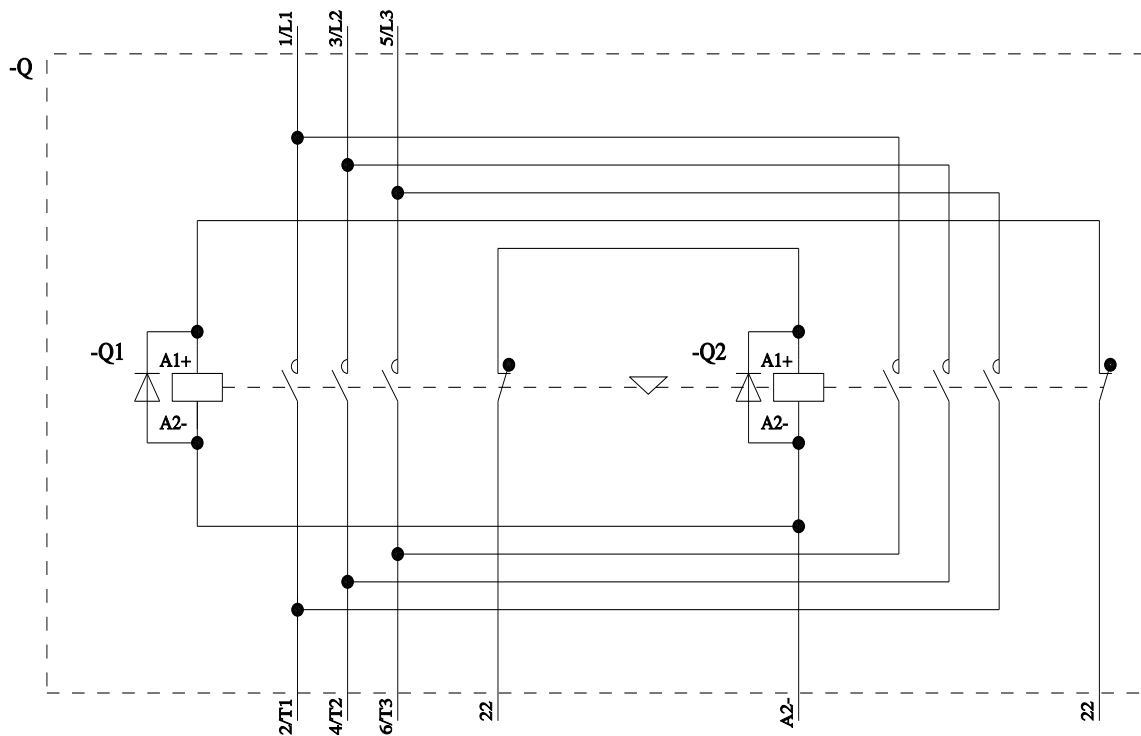 1/L1
3/L2
5/L3
-Q
-Q1
A1+
A2-
-Q2
A1+
A2-
2/T1
4/T2
6/T3
22
A2-
22